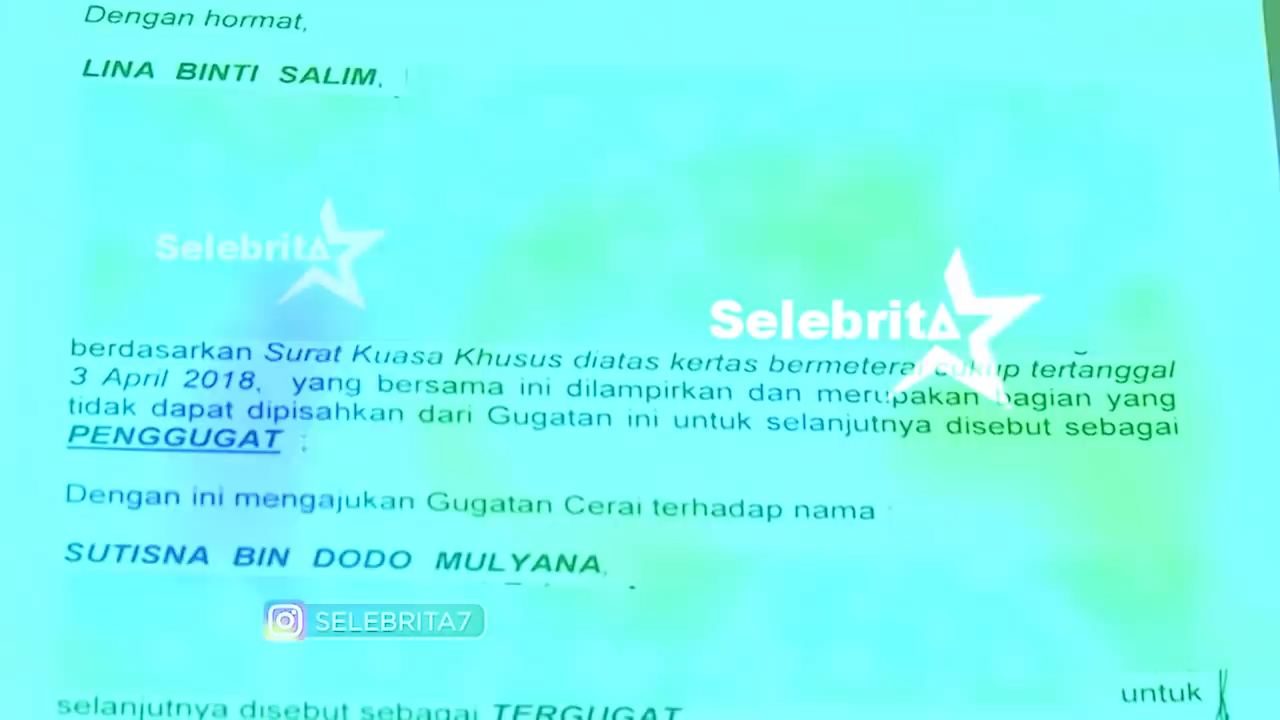 Dengan hormat,
LINA BINTI SALIM,
Selebrita
Selebrita
berdasarkan Surat Kuasa Khusus diatas kertas bermeterai cukup tertanggal
3 April 2018, yang bersama ini dilampirkan dan merupakan bagian yang
tidak dapat dipisahkan dari Gugatan ini untuk selanjutnya disebut sebagai
PENGGUGAT :
Dengan ini mengajukan Gugatan Cerai terhadap nama :
SUTISNA BIN DODO MULYANA,
SELEBRITA7
untuk
selanjutnya disebut sebagai TERGUGAT